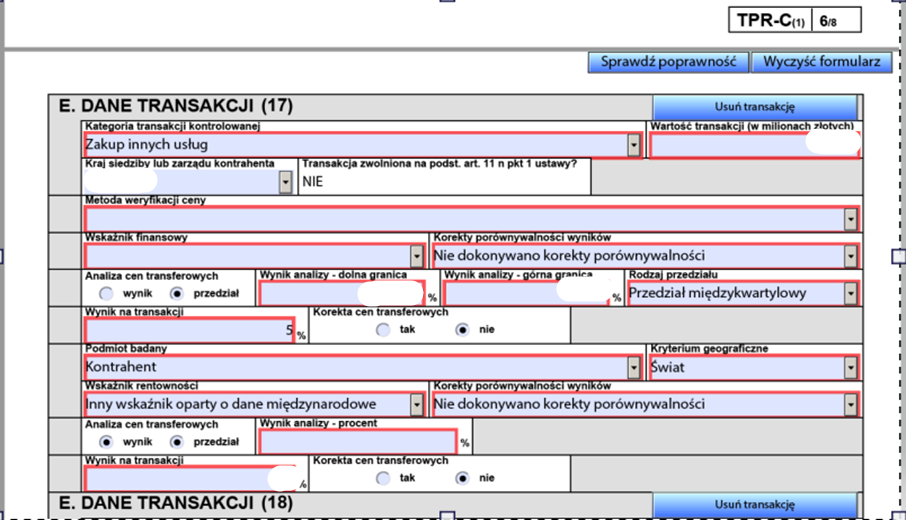 TPR-C(1) 6/8
Sprawdź poprawność Wyczyść formularz
E. DANE TRANSAKCJI (17) Usuń transakcję
Kategoria transakcji kontrolowanej Wartość transakcji (w milionach złotych)
Zakup innych usług
Kraj siedziby lub zarządu kontrahenta Transakcja zwolniona na podst. art. 11 n pkt 1 ustawy?
NIE
Metoda weryfikacji ceny
Wskaźnik finansowy Korekty porównywalności wyników
Nie dokonywano korekty porównywalności
Analiza cen transferowych Wynik analizy - dolna granica Wynik analizy - górna granica Rodzaj przedziału
wynik przedział % % Przedział międzykwartylowy
Wynik na transakcji Korekta cen transferowych
5 % tak nie
Podmiot badany Kryterium geograficzne
Kontrahent Świat
Wskaźnik rentowności Korekty porównywalności wyników
Inny wskaźnik oparty o dane międzynarodowe Nie dokonywano korekty porównywalności
Analiza cen transferowych Wynik analizy - procent
wynik przedział %
Wynik na transakcji Korekta cen transferowych
% tak nie
E. DANE TRANSAKCJI (18) Usuń transakcję